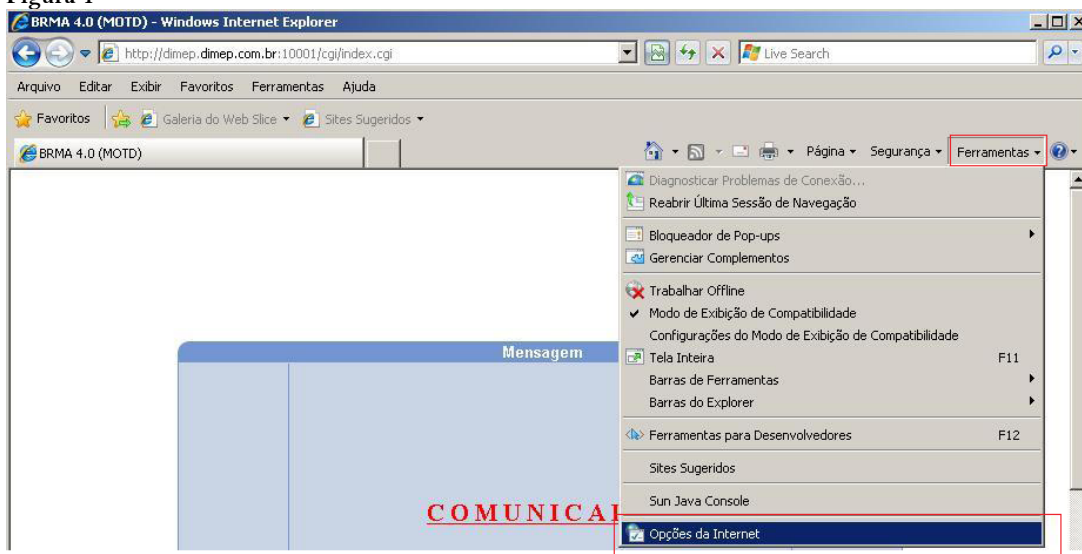 BRMA 4.0 (MOTD) - Windows Internet Explorer
http://dimep.dimep.com.br:10001/cgi/index.cgi
Live Search
Arquivo Editar Exibir Favoritos Ferramentas Ajuda
Favoritos Galeria do Web Slice Sites Sugeridos
BRMA 4.0 (MOTD) Página Segurança Ferramentas
Diagnosticar Problemas de Conexão...
Reabrir Última Sessão de Navegação
Bloqueador de Pop-ups
Gerenciar Complementos
Trabalhar Offline
Modo de Exibição de Compatibilidade
Configurações do Modo de Exibição de Compatibilidade
Tela Inteira F11
Barras de Ferramentas
Barras do Explorer
Ferramentas para Desenvolvedores F12
Sites Sugeridos
Sun Java Console
Opções da Internet
Mensagem
COMUNICA